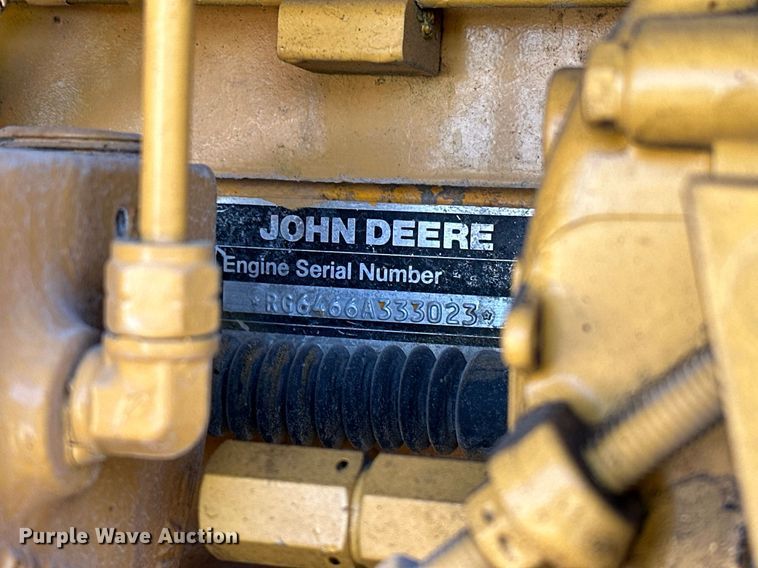 JOHN DEERE
Engine Serial Number
*RG6466A333023*
Purple Wave Auction